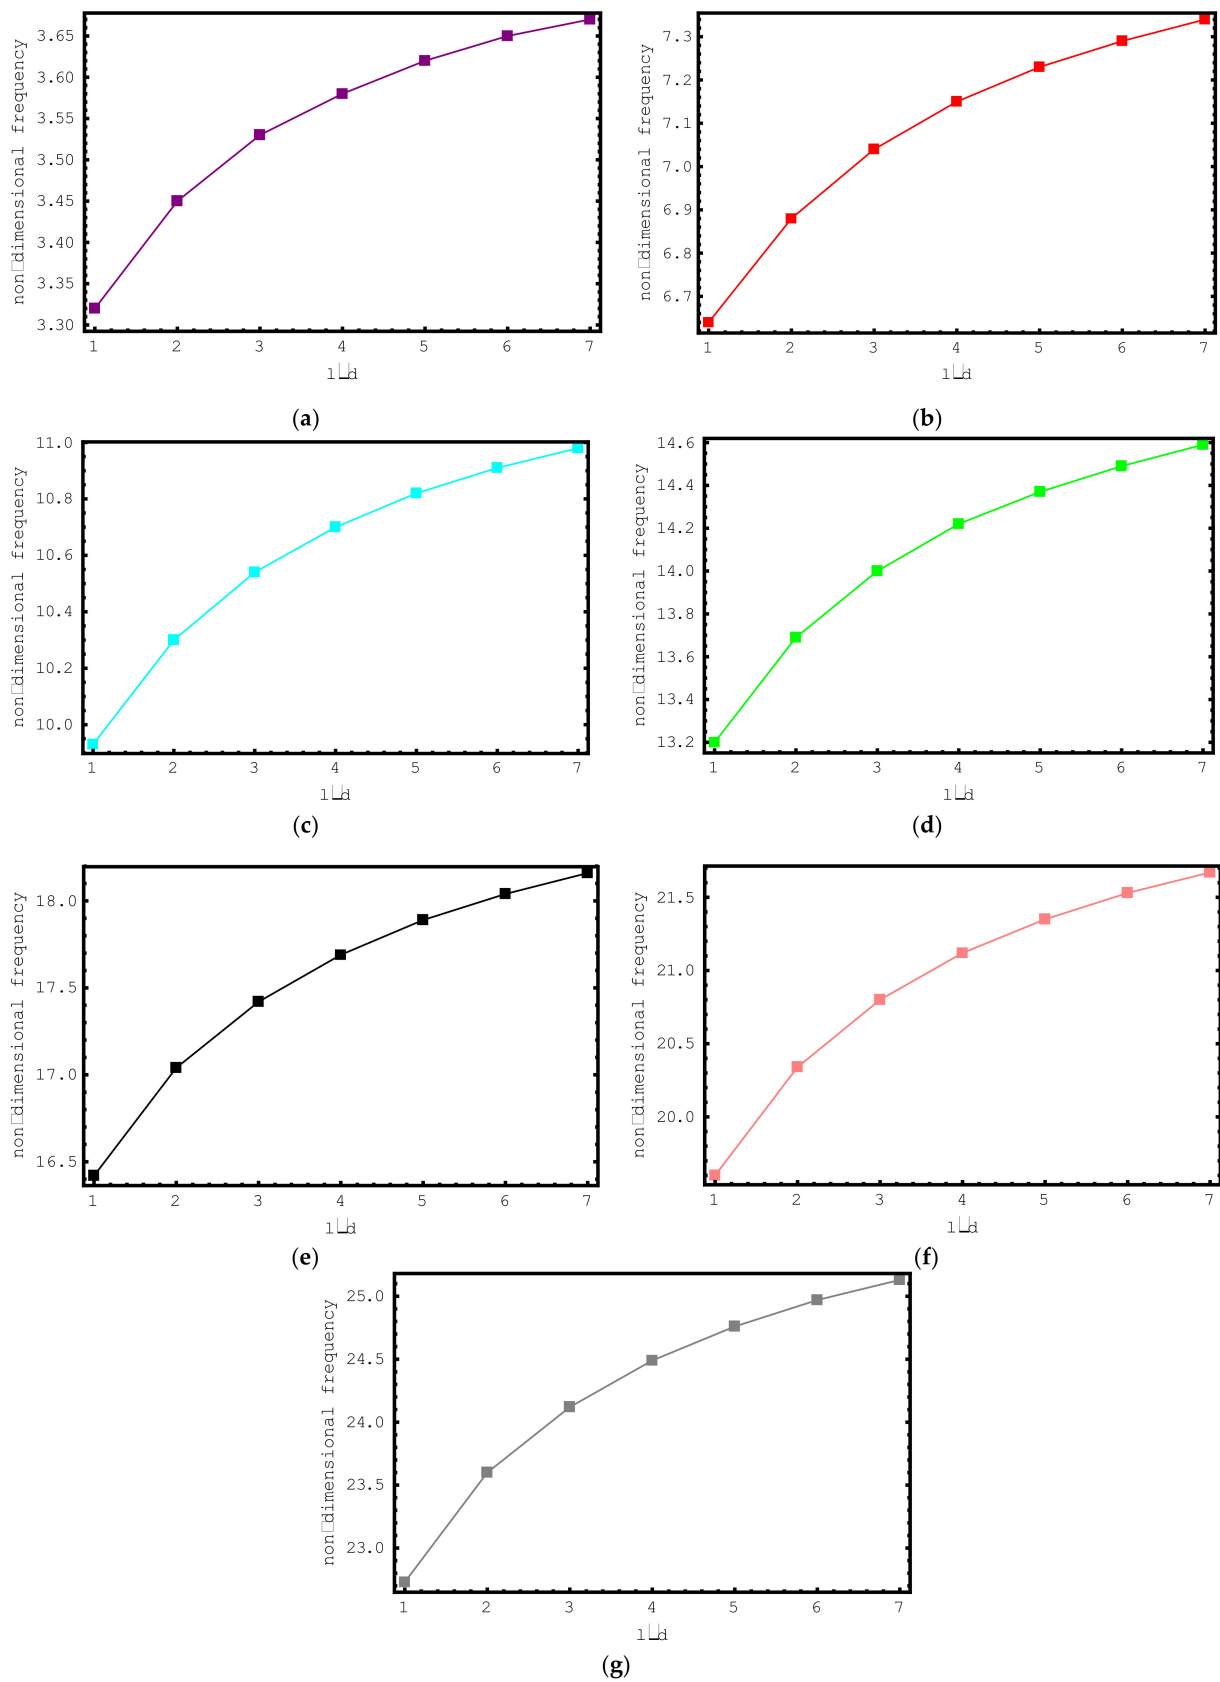 non□dimensional frequency
3.65
3.60
3.55
3.50
3.45
3.40
3.35
3.30
1 2 3 4 5 6 7
l□d
(a)
non□dimensional frequency
7.3
7.2
7.1
7.0
6.9
6.8
6.7
1 2 3 4 5 6 7
l□d
(b)
non□dimensional frequency
11.0
10.8
10.6
10.4
10.2
10.0
1 2 3 4 5 6 7
l□d
(c)
non□dimensional frequency
14.6
14.4
14.2
14.0
13.8
13.6
13.4
13.2
1 2 3 4 5 6 7
l□d
(d)
non□dimensional frequency
18.0
17.5
17.0
16.5
1 2 3 4 5 6 7
l□d
(e)
non□dimensional frequency
21.5
21.0
20.5
20.0
1 2 3 4 5 6 7
l□d
(f)
non□dimensional frequency
25.0
24.5
24.0
23.5
23.0
1 2 3 4 5 6 7
l□d
(g)